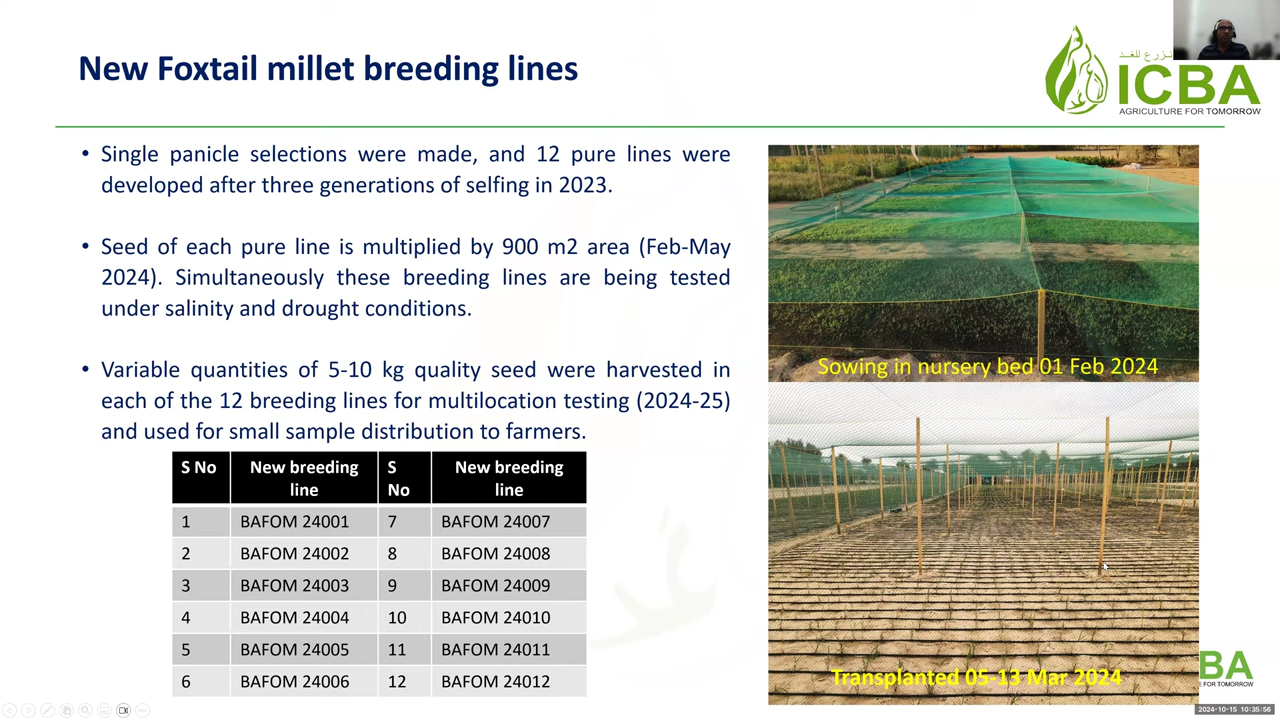 New Foxtail millet breeding lines
نزرع للغد
ICBA
AGRICULTURE FOR TOMORROW
• Single panicle selections were made, and 12 pure lines were
developed after three generations of selfing in 2023.
• Seed of each pure line is multiplied by 900 m2 area (Feb-May
2024). Simultaneously these breeding lines are being tested
under salinity and drought conditions.
• Variable quantities of 5-10 kg quality seed were harvested in
each of the 12 breeding lines for multilocation testing (2024-25)
and used for small sample distribution to farmers.
S No New breeding line S No New breeding line
1 BAFOM 24001 7 BAFOM 24007
2 BAFOM 24002 8 BAFOM 24008
3 BAFOM 24003 9 BAFOM 24009
4 BAFOM 24004 10 BAFOM 24010
5 BAFOM 24005 11 BAFOM 24011
6 BAFOM 24006 12 BAFOM 24012
Sowing in nursery bed 01 Feb 2024
Transplanted 05-13 Mar 2024
BA
E FOR TOMORROW
2024-10-15 10:35:56